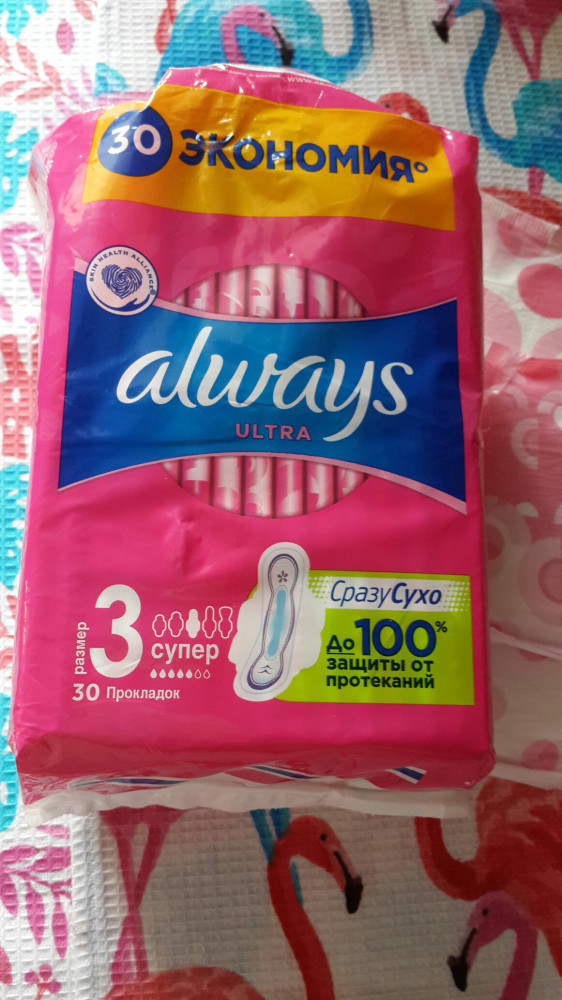 30 ЭКОНОМИЯ°
SKIN HEALTH ALLIANCE
always
ULTRA
размер
3
супер
30 Прокладок
СразуСухо
До 100%
защиты от
протеканий